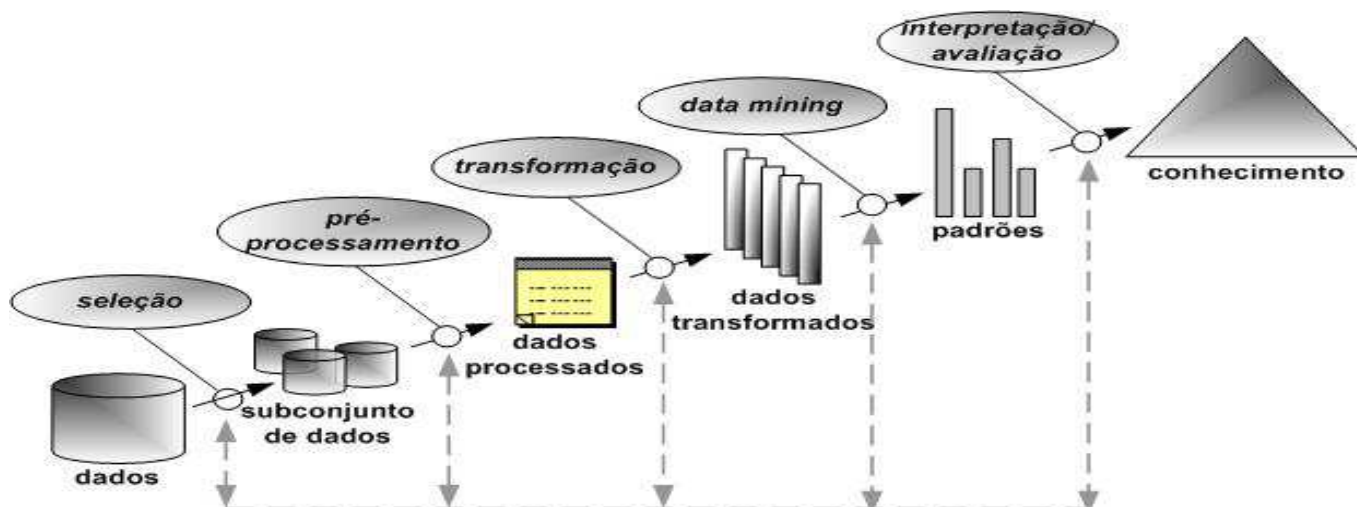 interpretação/
avaliação
data mining
conhecimento
transformação
padrões
pré-
processamento
dados
transformados
seleção
dados
processados
subconjunto
de dados
dados